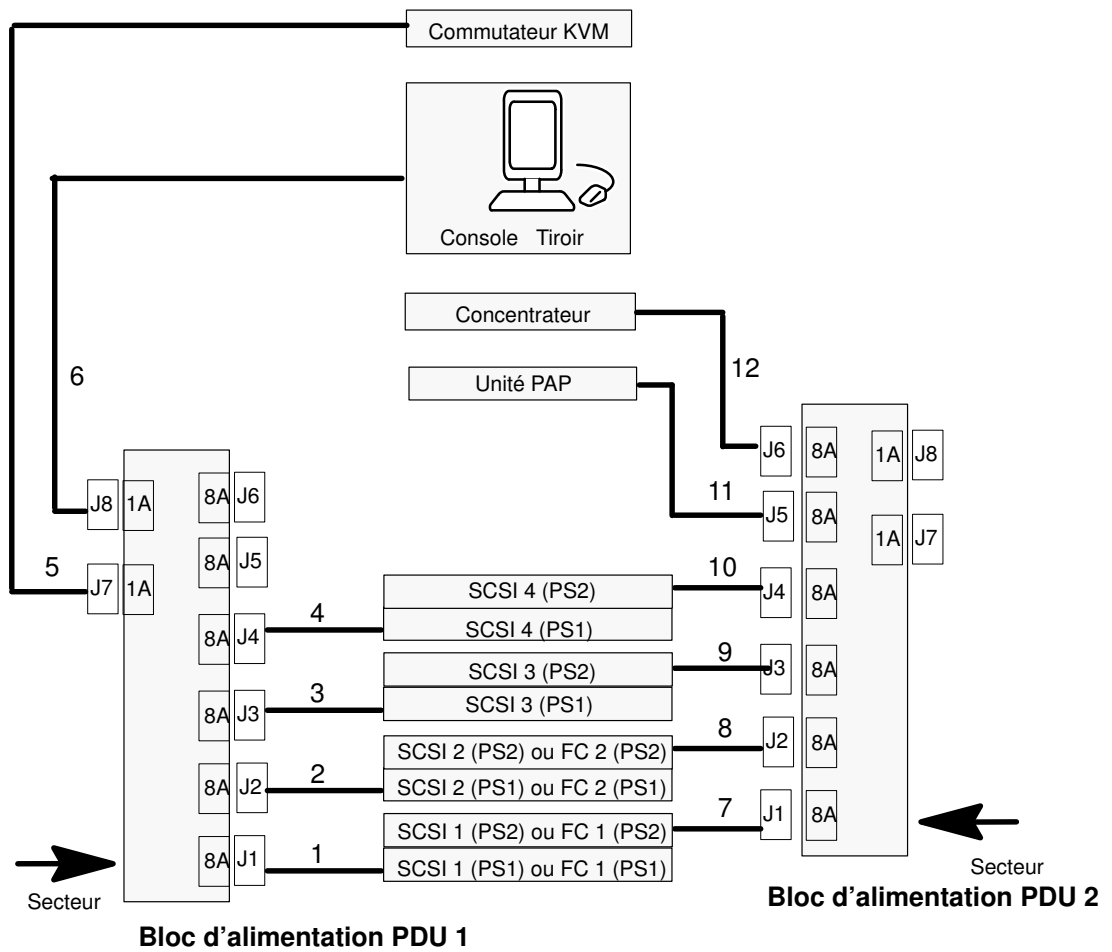 Commutateur KVM
Console Tiroir
Concentrateur
6
12
Unité PAP
J6
8A
1A
J8
11
J8
1A
8A
J6
J5
8A
1A
J7
5
8A
J5
10
J7
1A
SCSI 4 (PS2)
J4
8A
4
8A
J4
SCSI 4 (PS1)
9
SCSI 3 (PS2)
J3
8A
3
8A
J3
SCSI 3 (PS1)
8
J2
8A
SCSI 2 (PS2) ou FC 2 (PS2)
2
8A
J2
SCSI 2 (PS1) ou FC 2 (PS1)
7
J1
8A
SCSI 1 (PS2) ou FC 1 (PS2)
1
8A
J1
SCSI 1 (PS1) ou FC 1 (PS1)
Secteur
Secteur
Bloc d'alimentation PDU 2
Bloc d'alimentation PDU 1